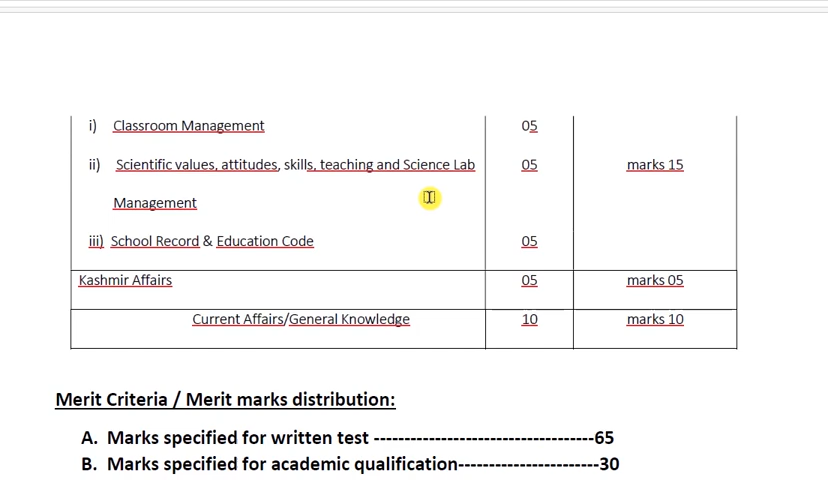 i) Classroom Management 05
ii) Scientific values, attitudes, skills, teaching and Science Lab 05 marks 15
Management
iii) School Record & Education Code 05
Kashmir Affairs 05 marks 05
Current Affairs/General Knowledge 10 marks 10
Merit Criteria / Merit marks distribution:
A. Marks specified for written test ------------------------------------65
B. Marks specified for academic qualification-----------------------30